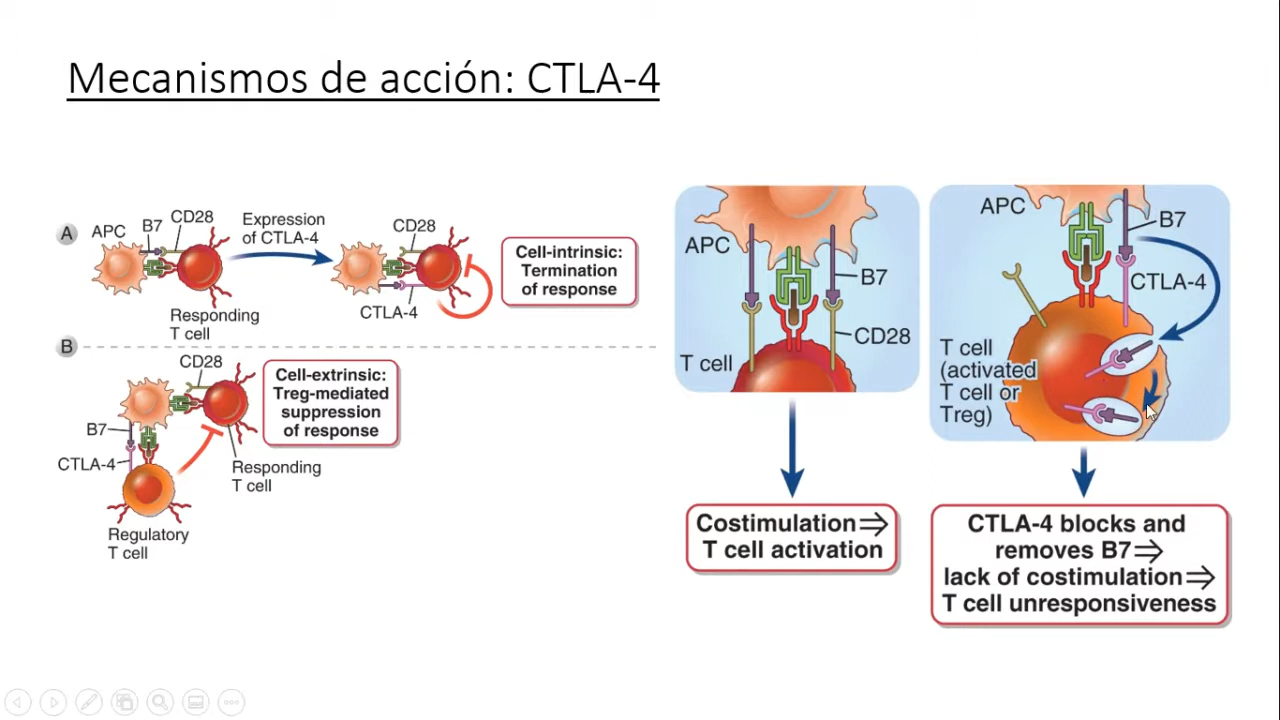 Mecanismos de acción: CTLA-4
A
APC
B7
CD28
Responding
T cell
Expression
of CTLA-4
CD28
CTLA-4
Cell-intrinsic:
Termination
of response
B
CD28
B7
CTLA-4
Responding
T cell
Regulatory
T cell
Cell-extrinsic:
Treg-mediated
suppression
of response
APC
B7
CD28
T cell
Costimulation⇒
T cell activation
APC
B7
CTLA-4
T cell
(activated
T cell or
Treg)
CTLA-4 blocks and
removes B7⇒
lack of costimulation⇒
T cell unresponsiveness